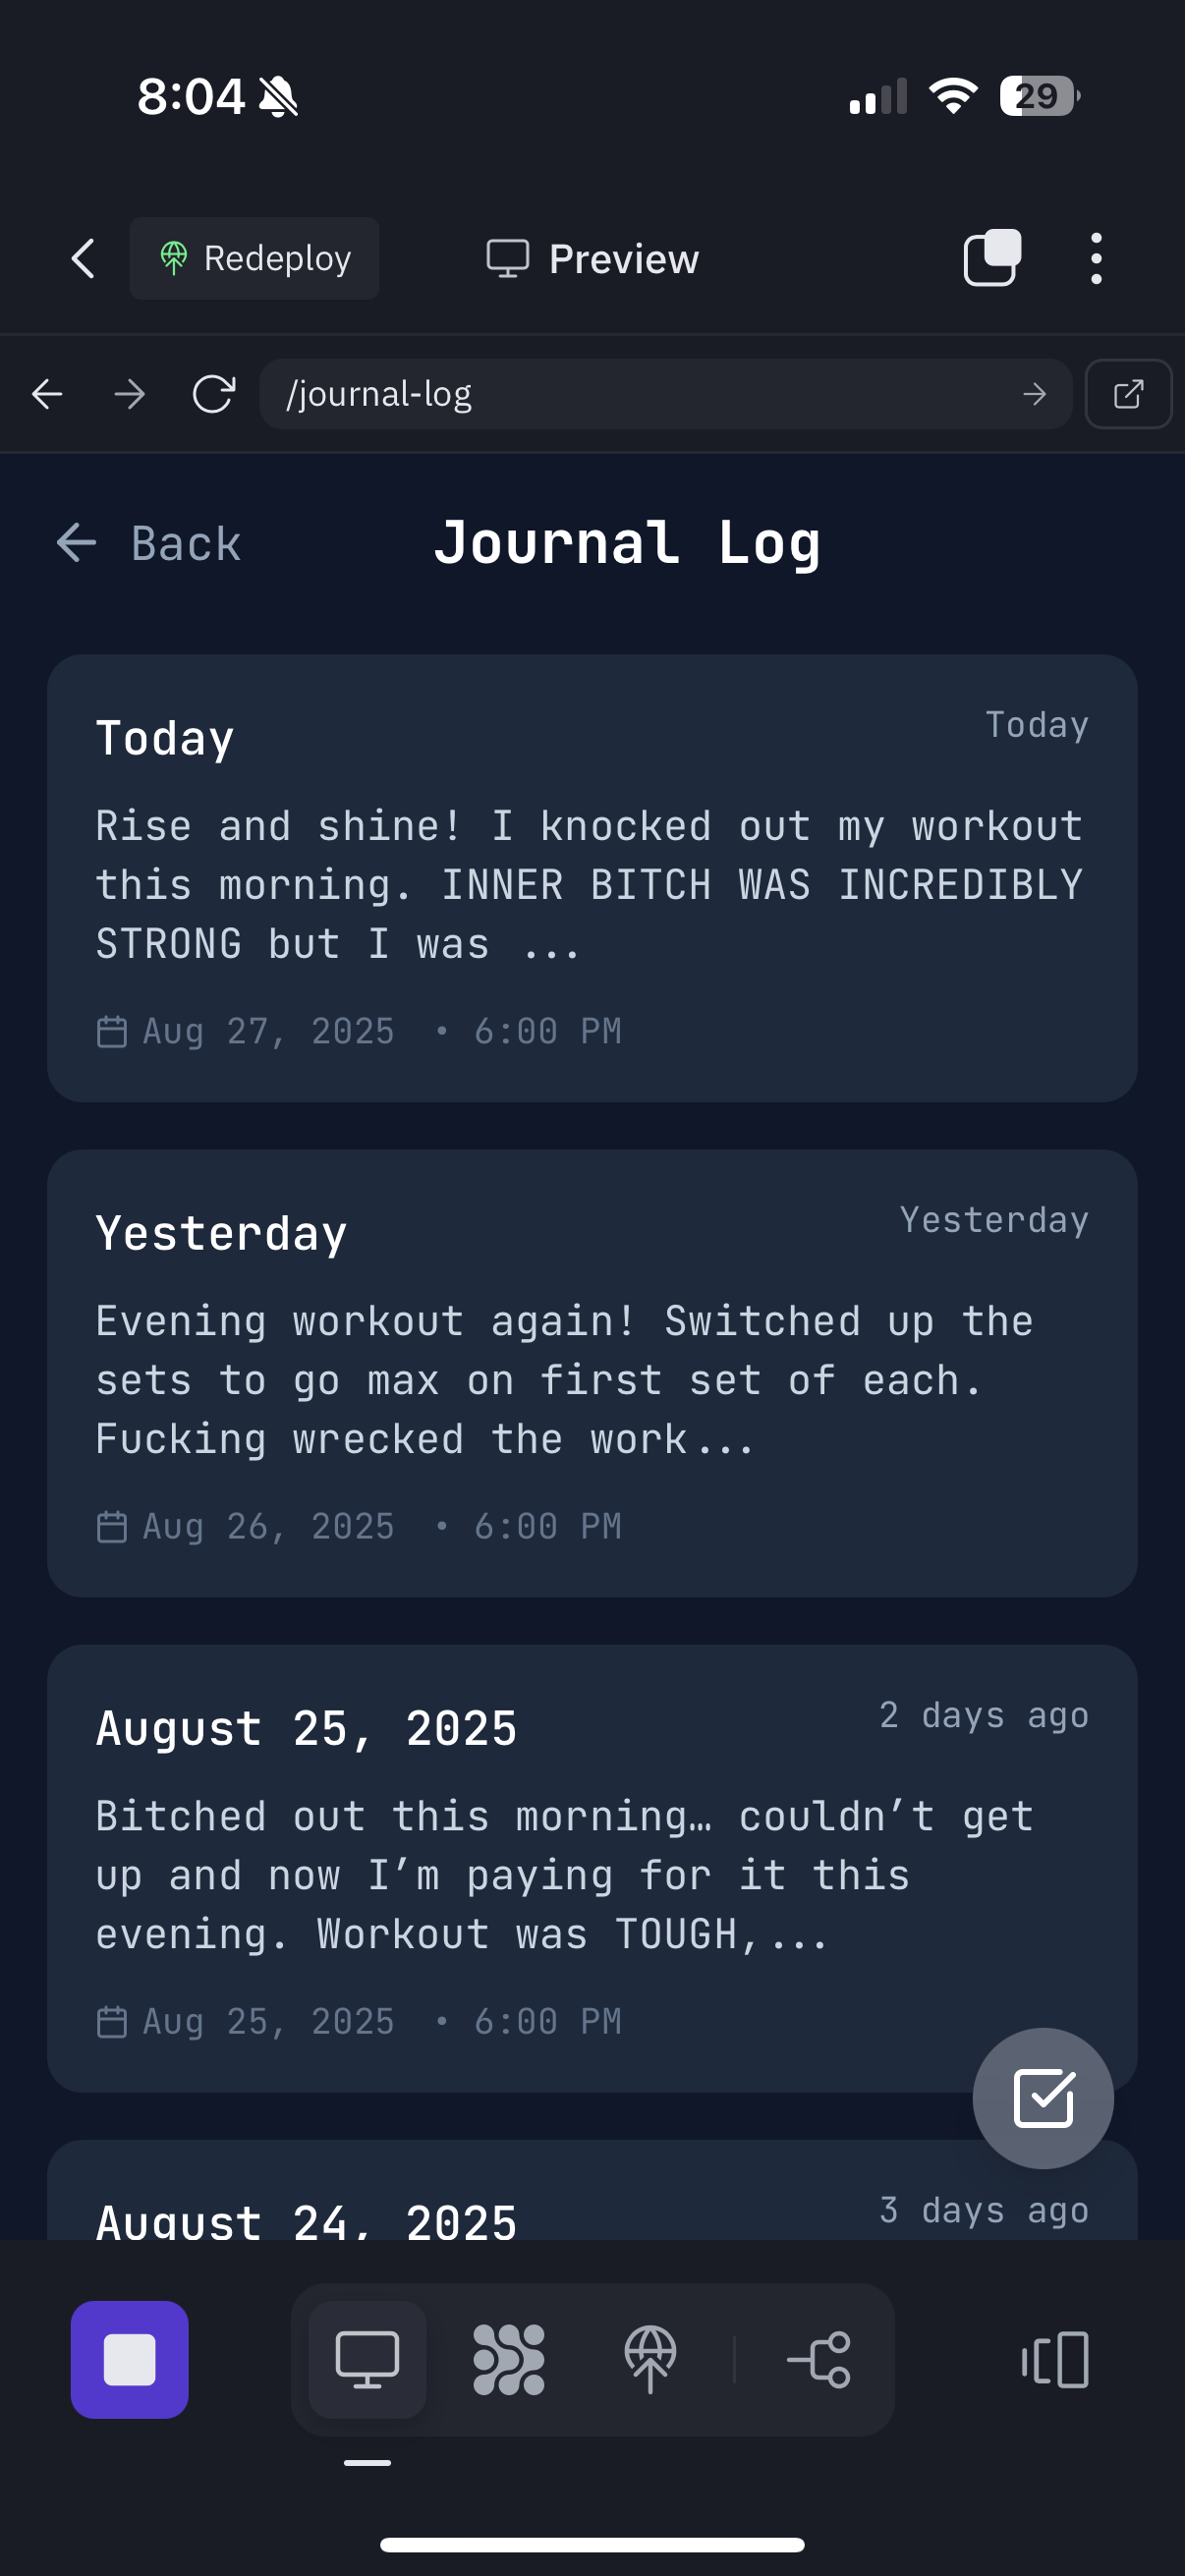 8:04
29
Redeploy
Preview
/journal-log
Back
Journal Log
Today
Today
Rise and shine! I knocked out my workout
this morning. INNER BITCH WAS INCREDIBLY
STRONG but I was ...
Aug 27, 2025 • 6:00 PM
Yesterday
Yesterday
Evening workout again! Switched up the
sets to go max on first set of each.
Fucking wrecked the work...
Aug 26, 2025 • 6:00 PM
August 25, 2025
2 days ago
Bitched out this morning… couldn’t get
up and now I’m paying for it this
evening. Workout was TOUGH,...
Aug 25, 2025 • 6:00 PM
August 24, 2025
3 days ago